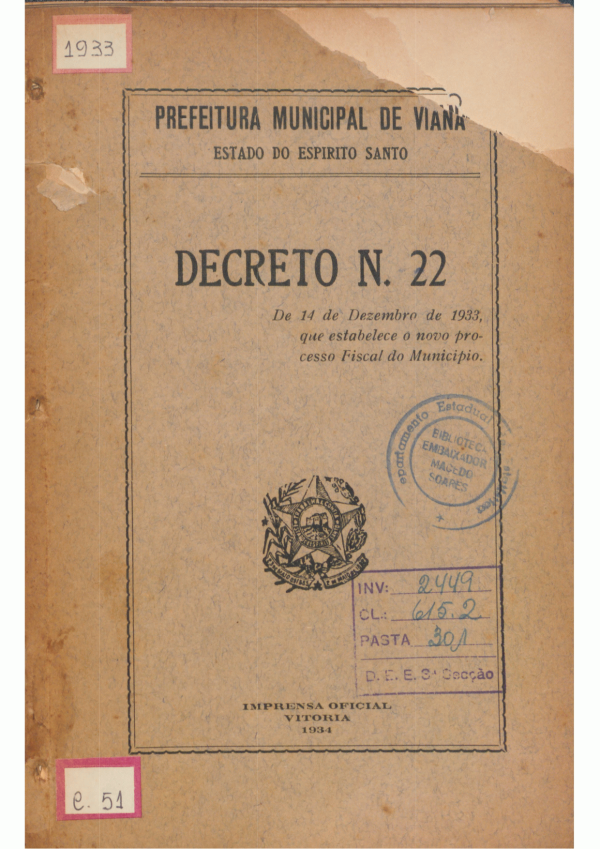 1933
PREFEITURA MUNICIPAL DE VIANA
ESTADO DO ESPIRITO SANTO
DECRETO N. 22
De 14 de Dezembro de 1933,
que estabelece o novo pro-
cesso Fiscal do Municipio.
epartamento Estadual
BIBLIOTECA
EMBAIXADOR
MACEDO
SOARES
INV: 2449
CL.: 615.2
PASTA 301
D. E. E. 3ª Secção
IMPRENSA OFICIAL
VITORIA
1934
C. 51